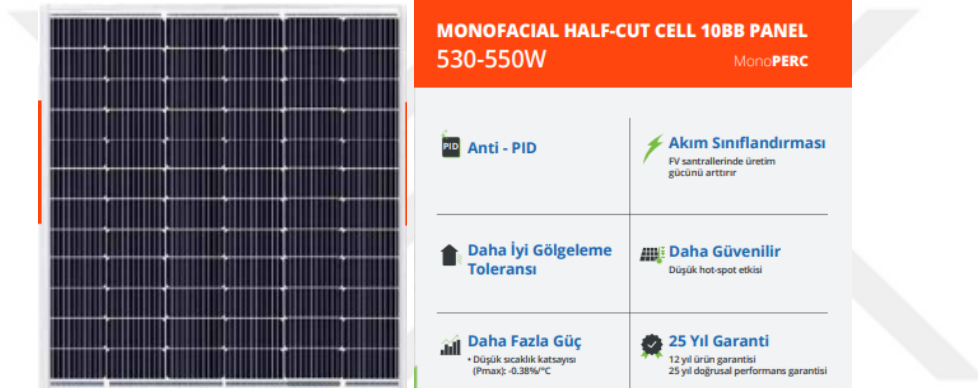 MONOFACIAL HALF-CUT CELL 10BB PANEL
530-550W
MonoPERC
PID
Anti - PID
Akım Sınıflandırması
FV santrallerinde üretim
gücünü arttırır
Daha İyi Gölgeleme
Toleransı
Daha Güvenilir
Düşük hot-spot etkisi
Daha Fazla Güç
• Düşük sıcaklık katsayısı
(Pmax): -0.38%/°C
25 Yıl Garanti
12 yıl ürün garantisi
25 yıl doğrusal performans garantisi